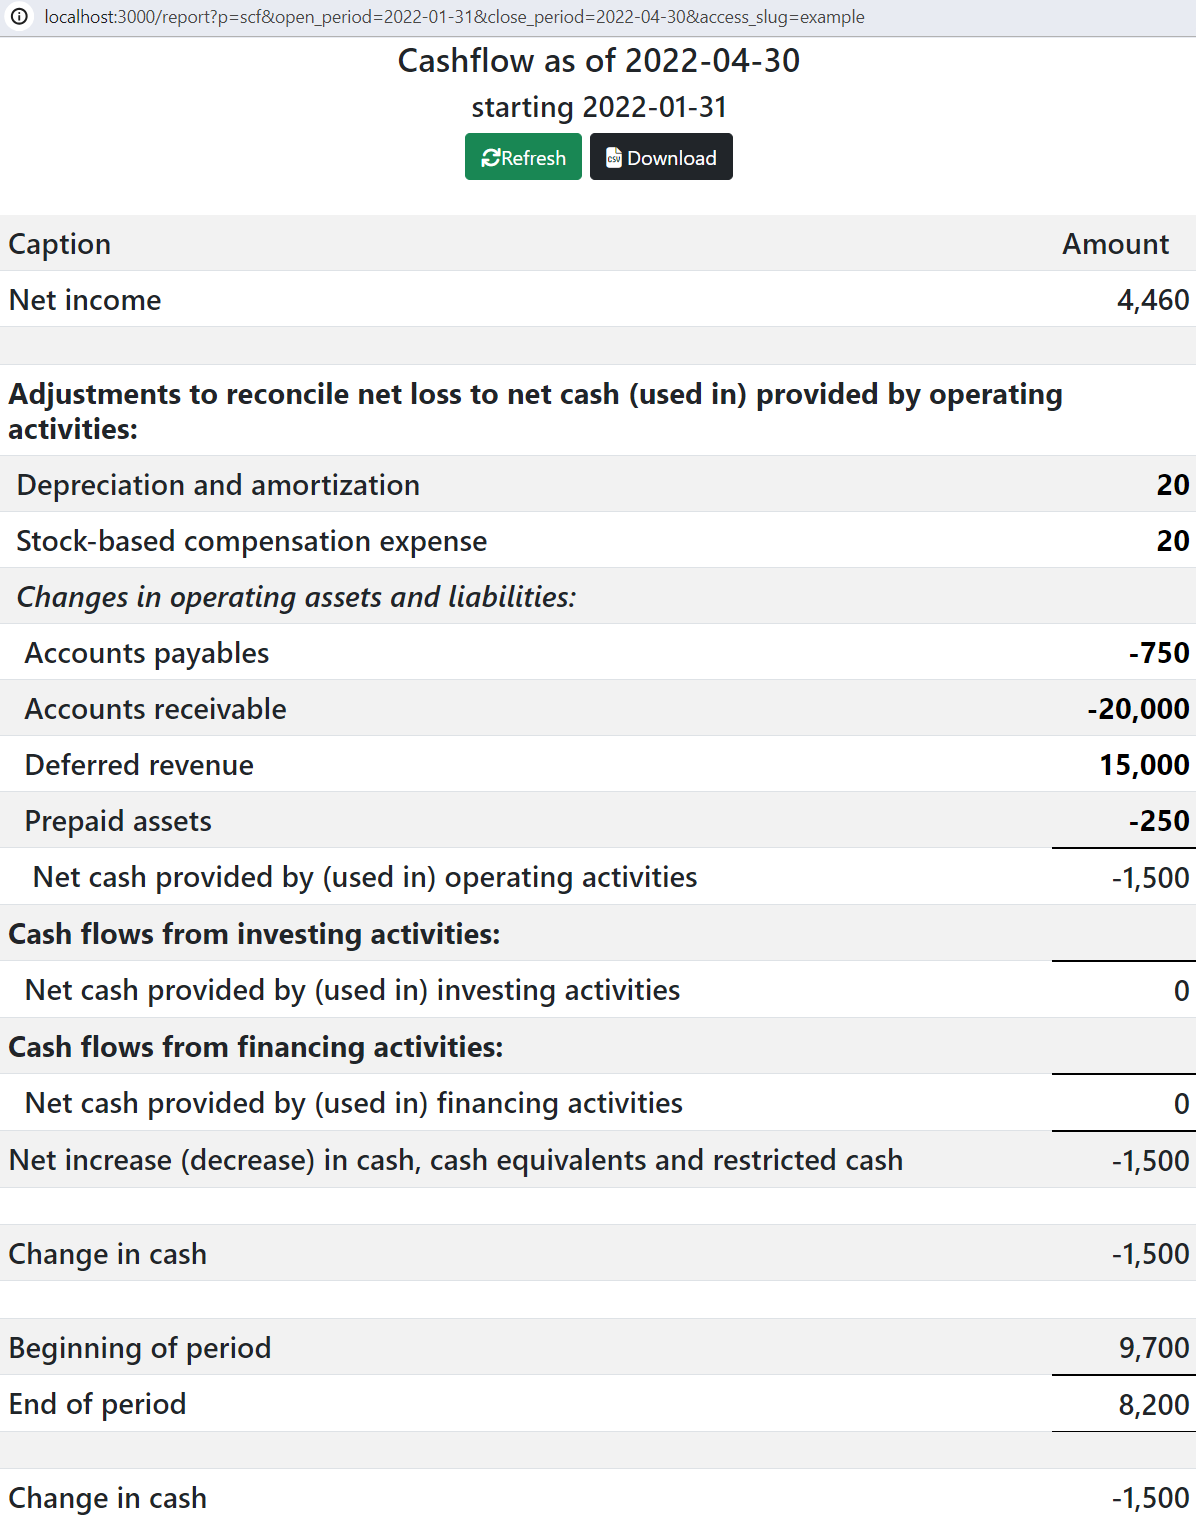 localhost:3000/report?p=scf&open_period=2022-01-31&close_period=2022-04-30&access_slug=example
Cashflow as of 2022-04-30
starting 2022-01-31
Refresh CSV Download
Caption Amount
Net income 4,460
Adjustments to reconcile net loss to net cash (used in) provided by operating
activities:
Depreciation and amortization 20
Stock-based compensation expense 20
Changes in operating assets and liabilities:
Accounts payables -750
Accounts receivable -20,000
Deferred revenue 15,000
Prepaid assets -250
Net cash provided by (used in) operating activities -1,500
Cash flows from investing activities:
Net cash provided by (used in) investing activities 0
Cash flows from financing activities:
Net cash provided by (used in) financing activities 0
Net increase (decrease) in cash, cash equivalents and restricted cash -1,500
Change in cash -1,500
Beginning of period 9,700
End of period 8,200
Change in cash -1,500